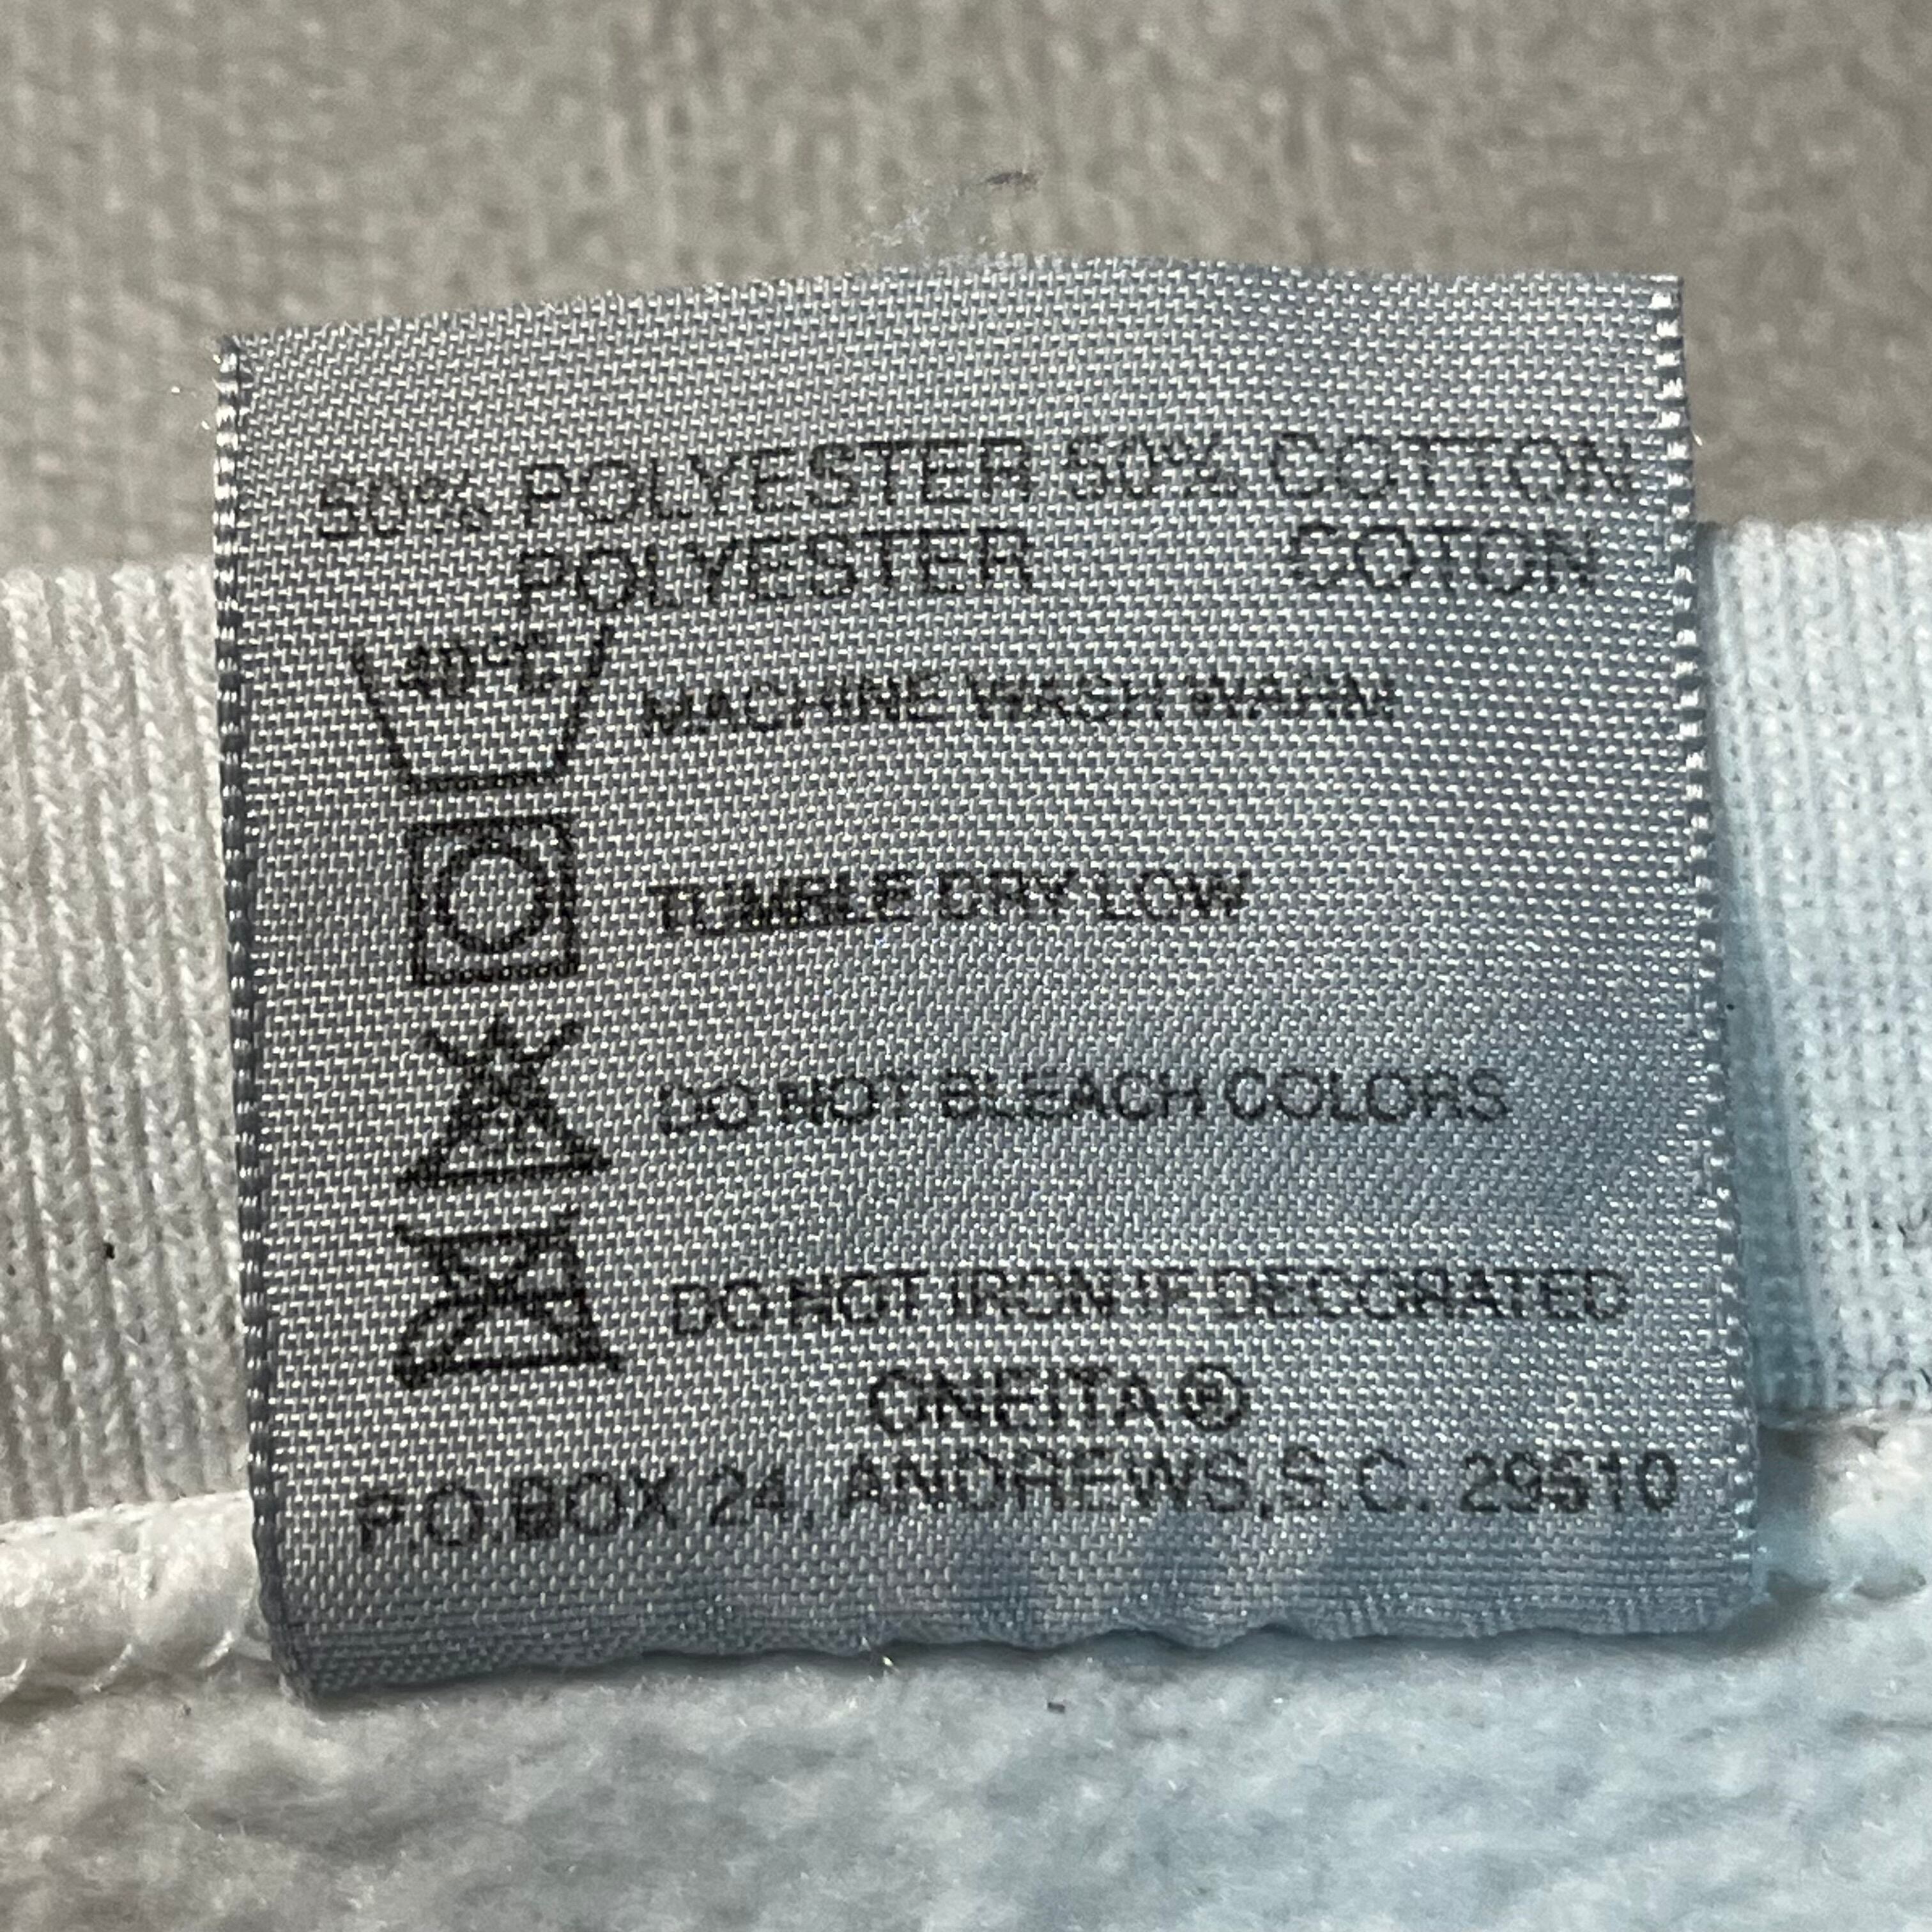 50% POLYESTER 50% COTTON
POLYESTER COTON
40°C
MACHINE WASH WARM
TUMBLE DRY LOW
DO NOT BLEACH COLORS
DO NOT IRON IF DECORATED
ONEITA ®
P.O.BOX 24, ANDREWS, S.C. 29510